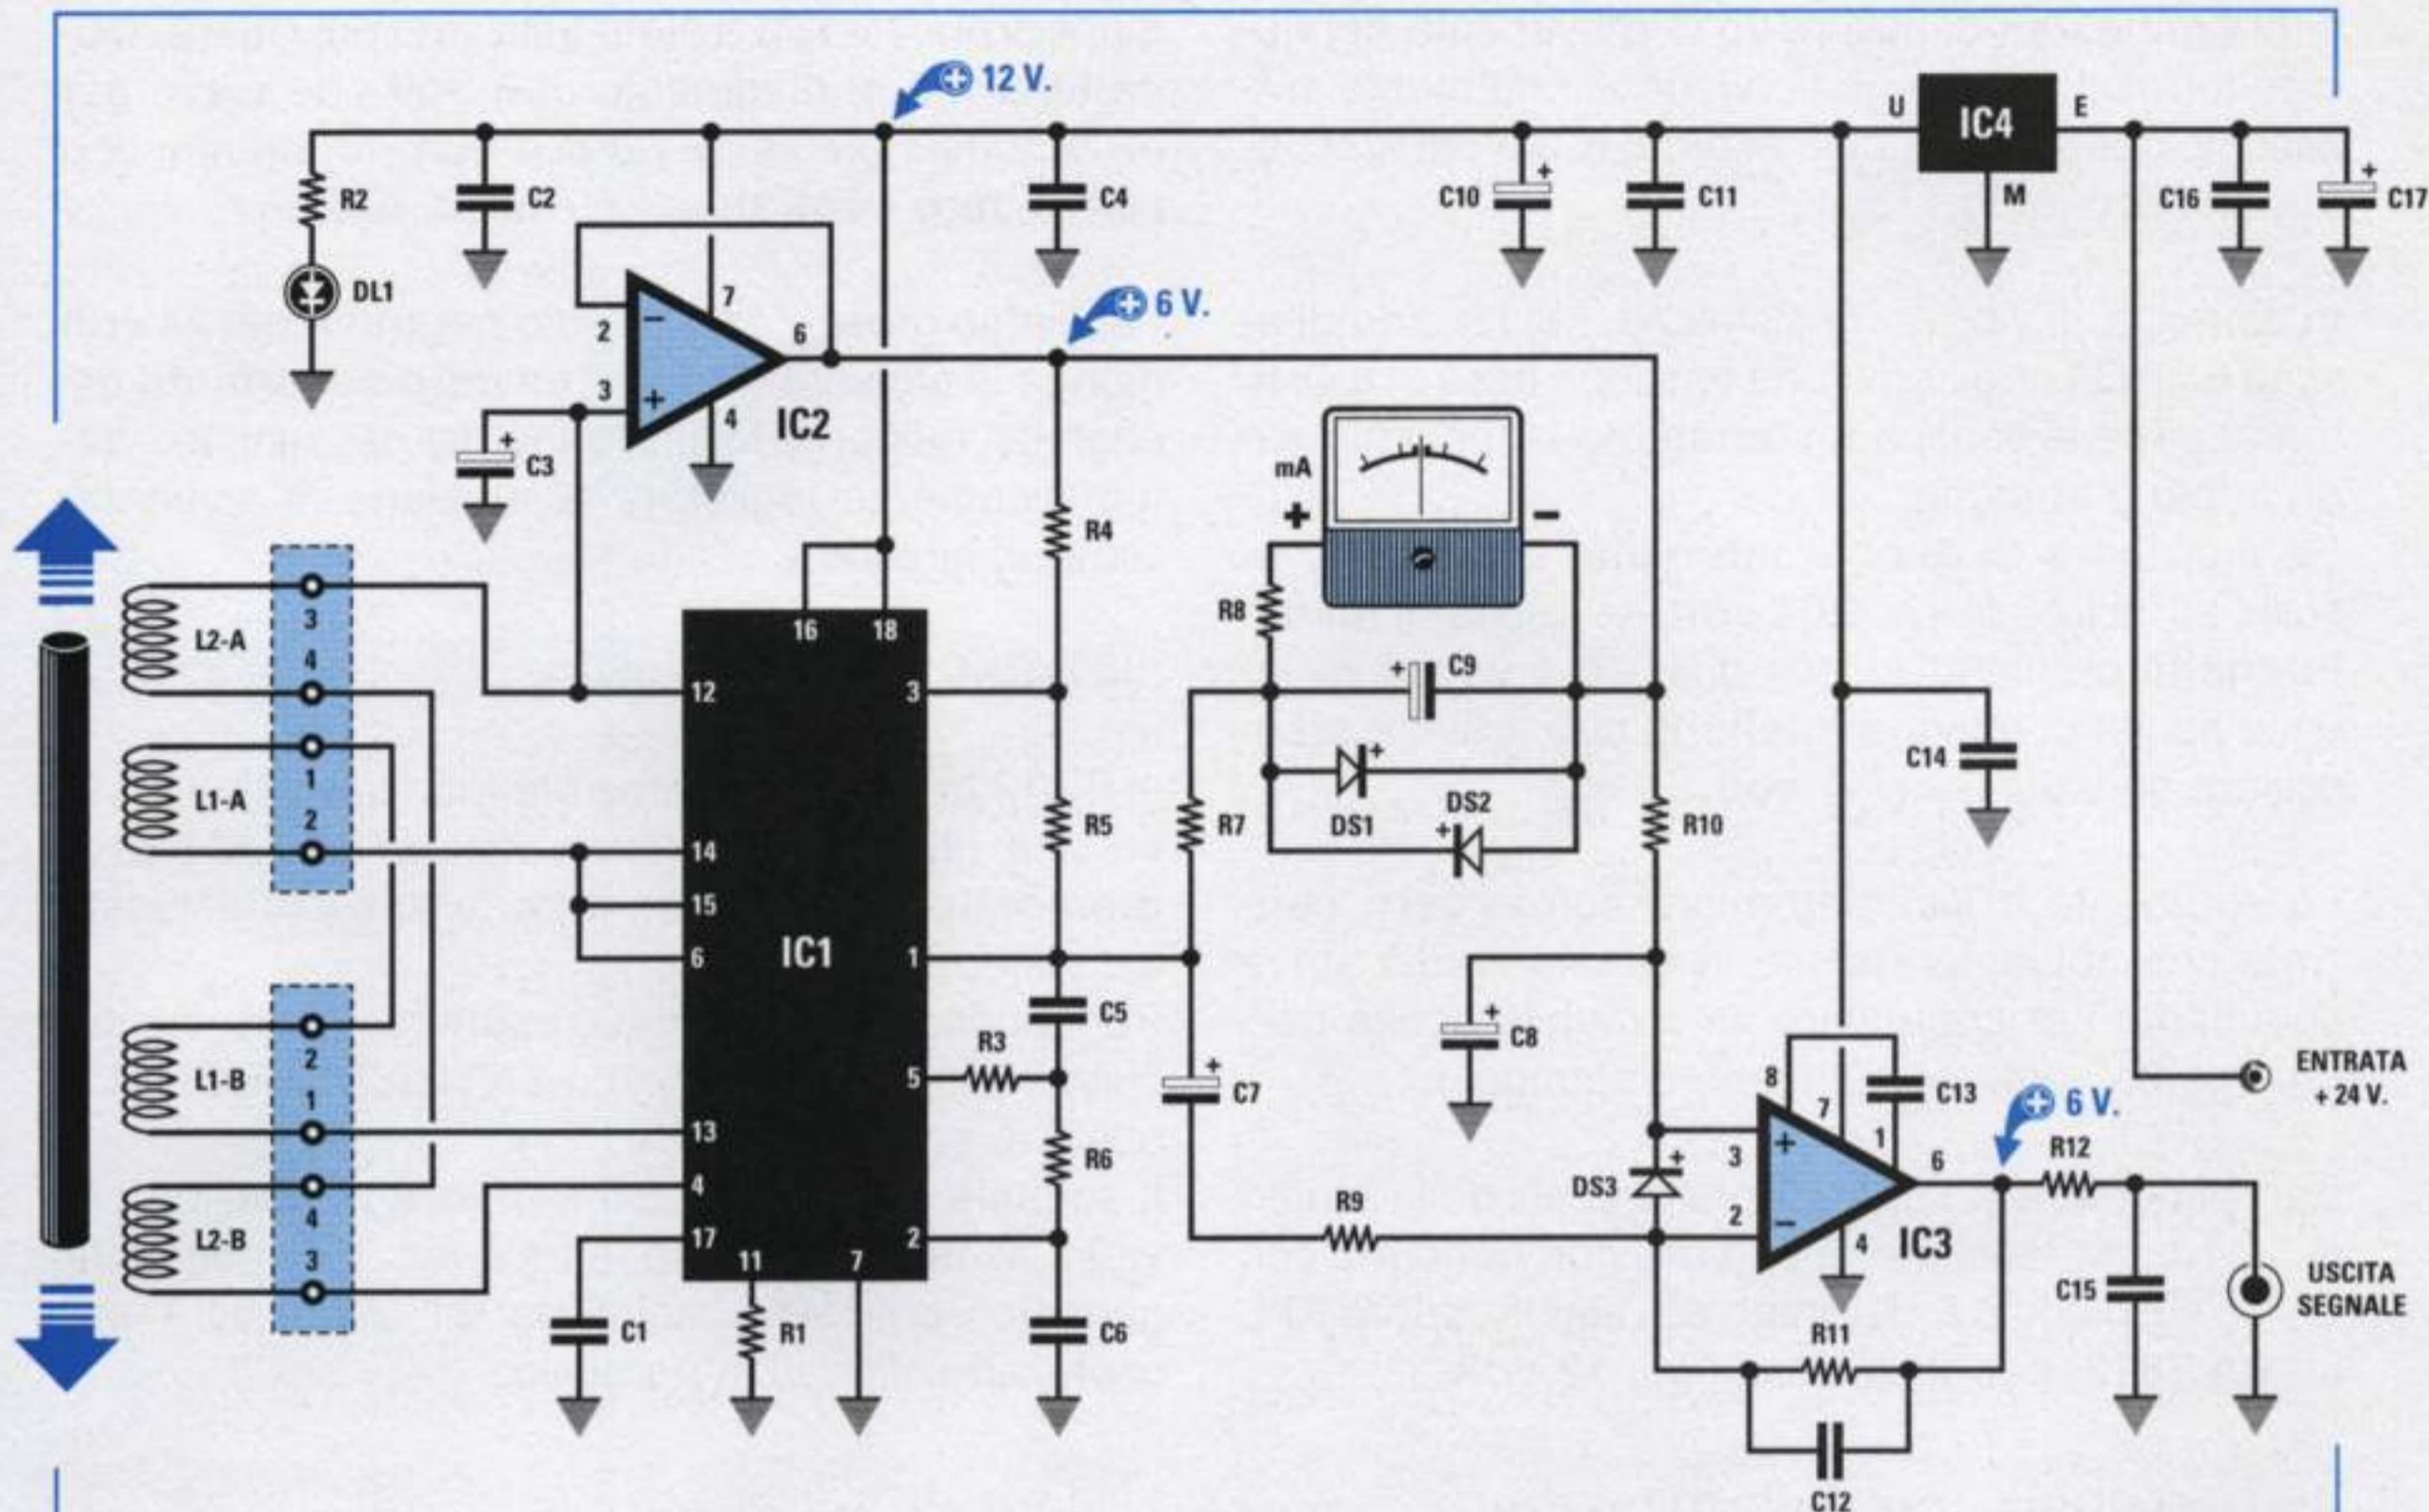 12 V.
U
IC4
E
M
R2
C2
C4
C10
+
C11
C16
+
C17
DL1
7
2
−
6
3
+
4
IC2
6 V.
+
C3
mA
+
−
R4
R8
3
4
L2-A
16
18
12
3
+
C9
L1-A
1
2
14
15
6
IC1
1
R5
R7
+
DS1
DS2
+
R10
C14
C5
+
C8
L1-B
2
1
R3
5
+
C7
8
7
C13
1
6 V.
ENTRATA
+ 24 V.
13
4
17
R6
2
+
DS3
3
+
2
−
6
R12
4
IC3
L2-B
4
3
11
7
R9
C1
R1
C6
R11
C15
USCITA
SEGNALE
C12